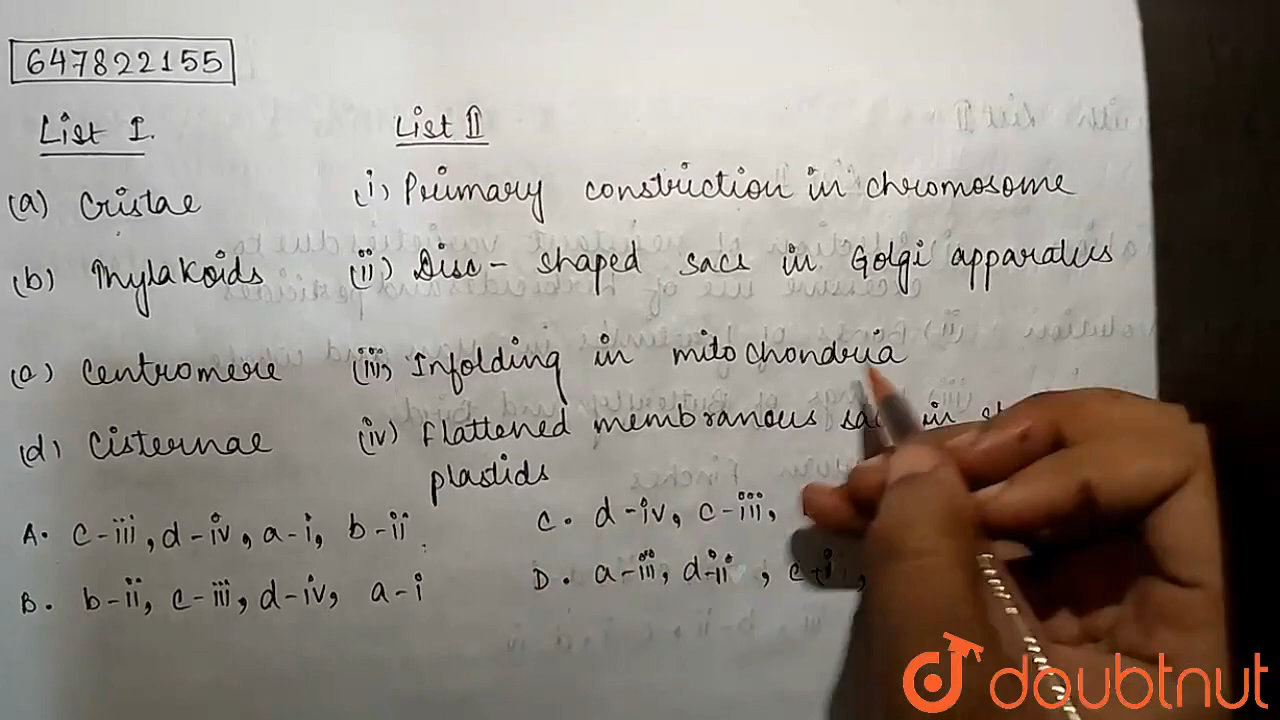 647822155
List I. List II
(a) Cristae (i) Primary constriction in chromosome
(b) Thylakoids (ii) Disc-shaped sacs in Golgi apparatus
(c) Centromere (iii) Infolding in mitochondria
(d) Cisternae (iv) flattened membranous sac in
plastids
A. c-iii, d-iv, a-i, b-ii C. d-iv, c-iii,
B. b-ii, c-iii, d-iv, a-i D. a-iii, d-ii, c-i,
doubtnut